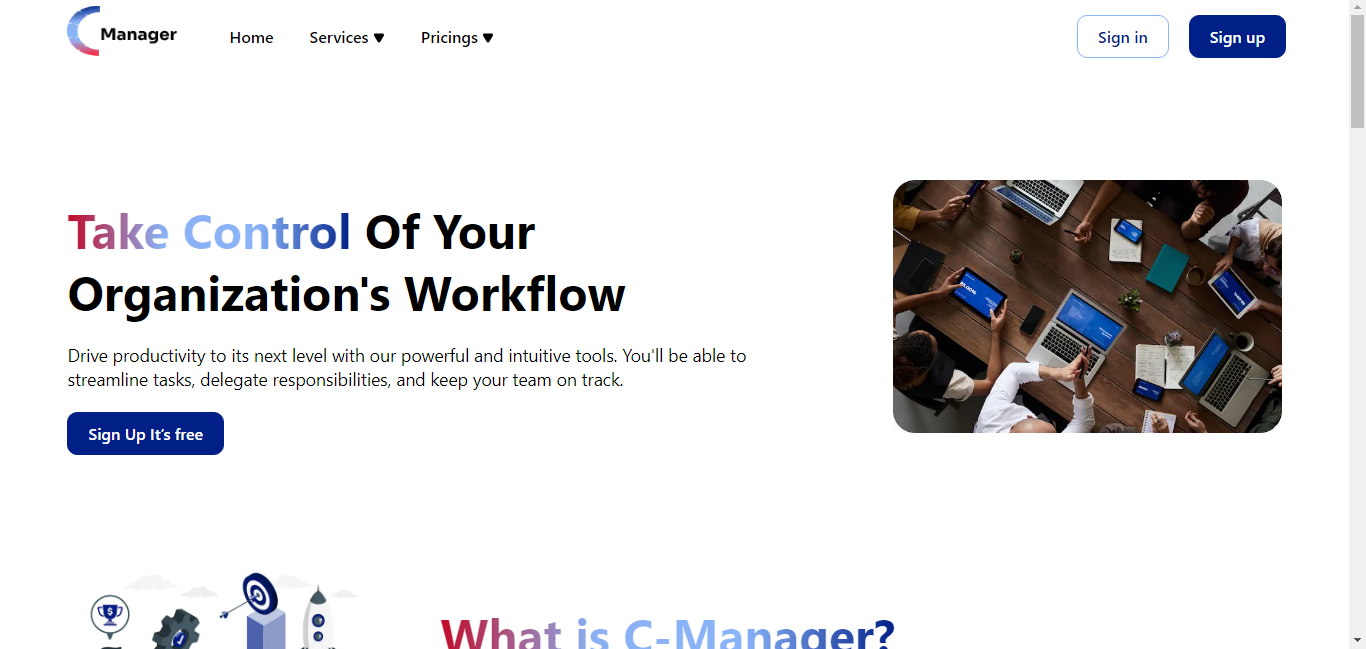 Manager
Home
Services
Pricings
Sign in
Sign up
Take Control Of Your
Organization's Workflow
Drive productivity to its next level with our powerful and intuitive tools. You'll be able to
streamline tasks, delegate responsibilities, and keep your team on track.
Sign Up It’s free
$
What is C-Manager?